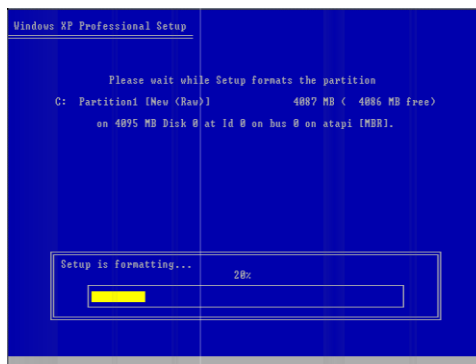 Windows XP Professional Setup
Please wait while Setup formats the partition
C: Partition1 [New (Raw)] 4087 MB ( 4086 MB free)
on 4095 MB Disk 0 at Id 0 on bus 0 on atapi [MBR].
Setup is formatting...
20%